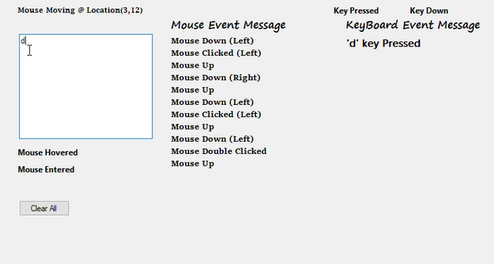 Mouse Moving @ Location(3,12)
Key Pressed
Key Down
Mouse Event Message
KeyBoard Event Message
d
Mouse Down (Left)
'd' key Pressed
Mouse Clicked (Left)
Mouse Up
Mouse Down (Right)
Mouse Up
Mouse Down (Left)
Mouse Clicked (Left)
Mouse Up
Mouse Down (Left)
Mouse Double Clicked
Mouse Up
Mouse Hovered
Mouse Entered
Clear All